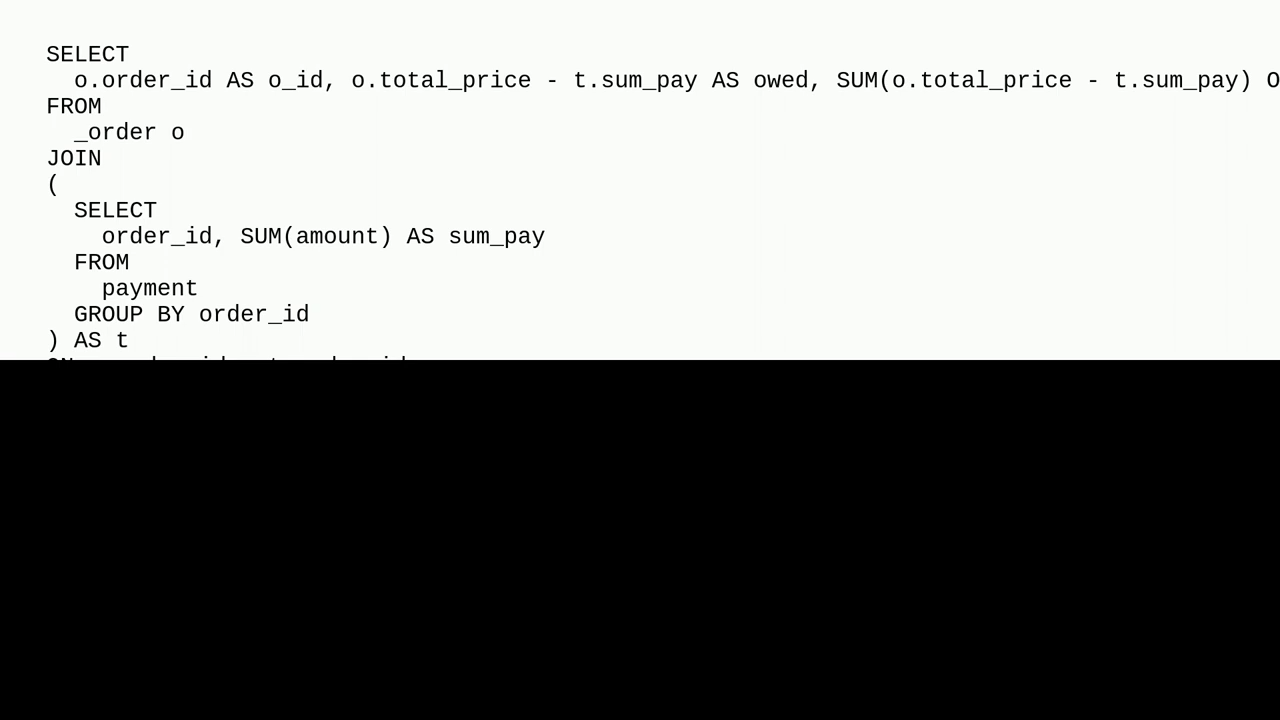 SELECT
  o.order_id AS o_id, o.total_price - t.sum_pay AS owed, SUM(o.total_price - t.sum_pay)
FROM
  _order o
JOIN
(
  SELECT
    order_id, SUM(amount) AS sum_pay
  FROM
    payment
  GROUP BY order_id
) AS t